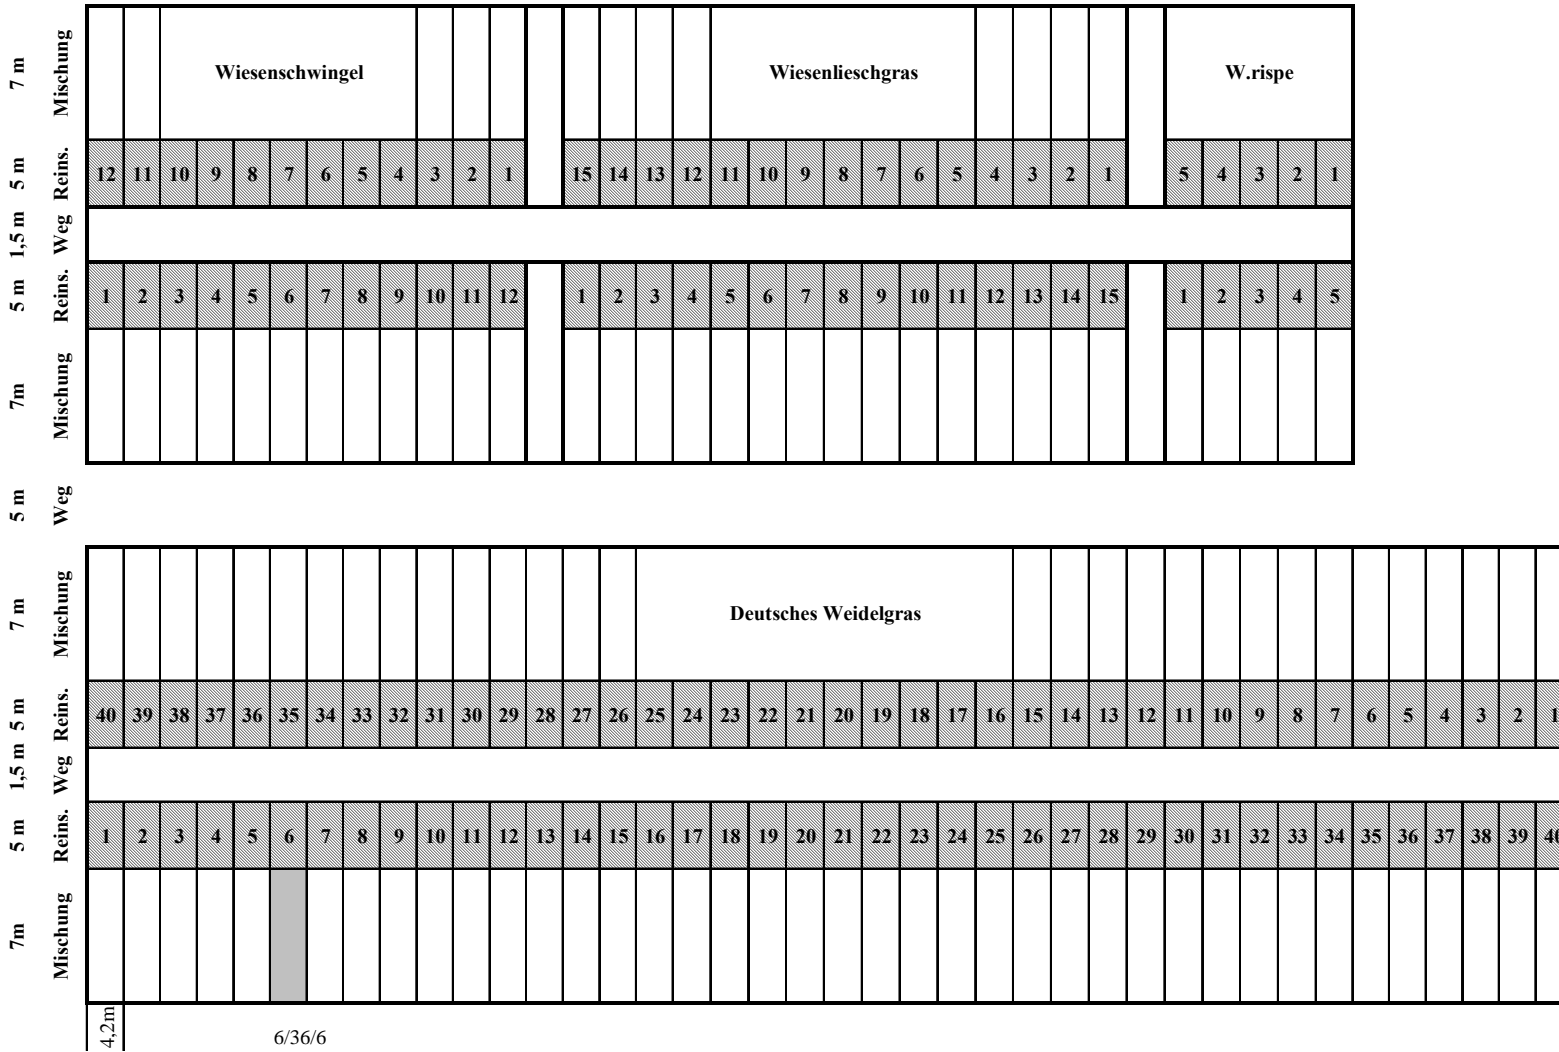 7 m Mischung Wiesenschwingel Wiesenlieschgras W.rispe
5 m Reins. 12 11 10 9 8 7 6 5 4 3 2 1 15 14 13 12 11 10 9 8 7 6 5 4 3 2 1 5 4 3 2 1
1,5 m Weg
5 m Reins. 1 2 3 4 5 6 7 8 9 10 11 12 1 2 3 4 5 6 7 8 9 10 11 12 13 14 15 1 2 3 4 5
7m Mischung
5 m Weg
7 m Mischung Deutsches Weidelgras
5 m Reins. 40 39 38 37 36 35 34 33 32 31 30 29 28 27 26 25 24 23 22 21 20 19 18 17 16 15 14 13 12 11 10 9 8 7 6 5 4 3 2 1
1,5 m Weg
5 m Reins. 1 2 3 4 5 6 7 8 9 10 11 12 13 14 15 16 17 18 19 20 21 22 23 24 25 26 27 28 29 30 31 32 33 34 35 36 37 38 39 40
7m Mischung
4,2m 6/36/6